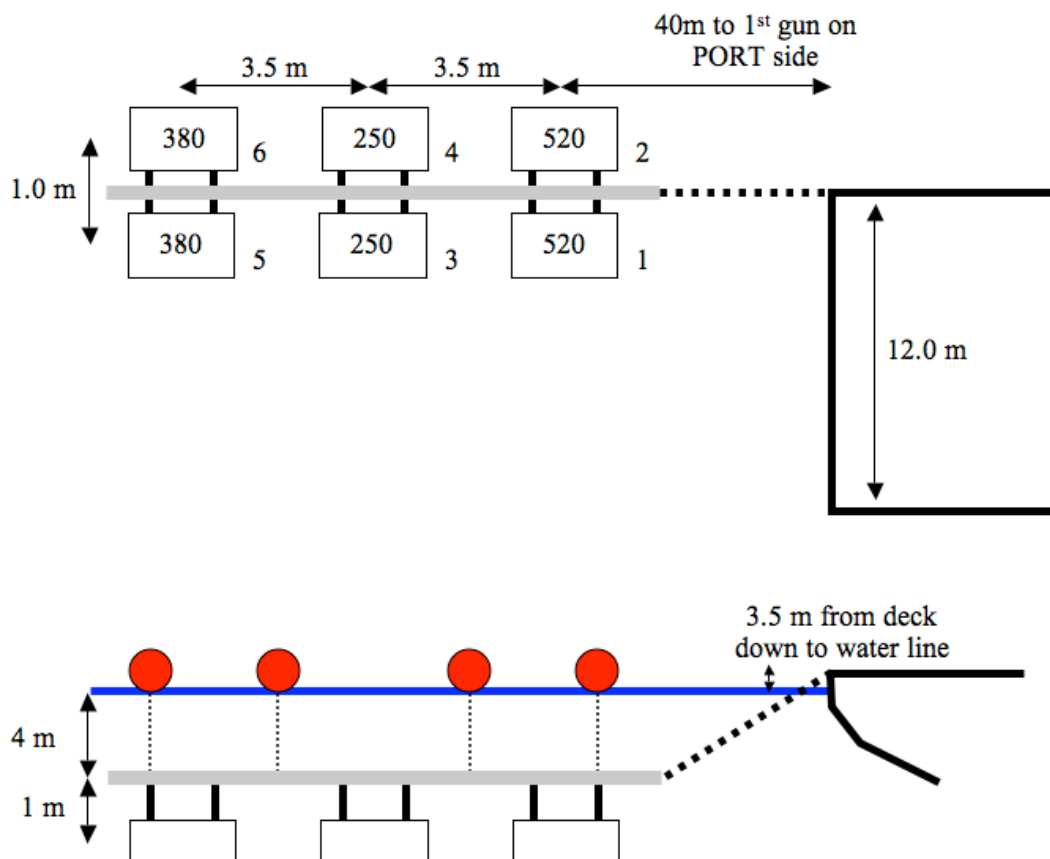 40m to 1st gun on
PORT side
3.5 m
3.5 m
380
6
250
4
520
2
1.0 m
380
5
250
3
520
1
12.0 m
3.5 m from deck
down to water line
4 m
1 m